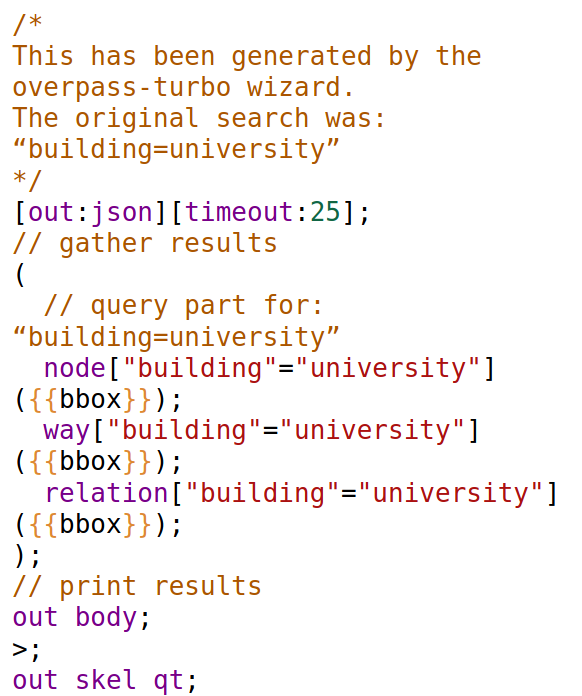 /*
This has been generated by the
overpass-turbo wizard.
The original search was:
“building=university”
*/
[out:json][timeout:25];
// gather results
(
  // query part for:
“building=university”
  node["building"="university"]
({{bbox}});
  way["building"="university"]
({{bbox}});
  relation["building"="university"]
({{bbox}});
);
// print results
out body;
>;
out skel qt;